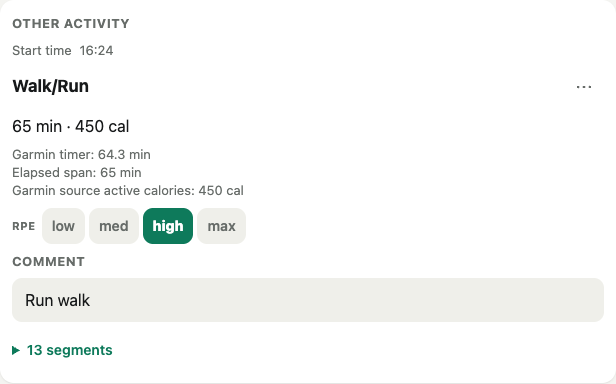 OTHER ACTIVITY
Start time 16:24
Walk/Run
...
65 min · 450 cal
Garmin timer: 64.3 min
Elapsed span: 65 min
Garmin source active calories: 450 cal
RPE low med high max
COMMENT
Run walk
▶ 13 segments